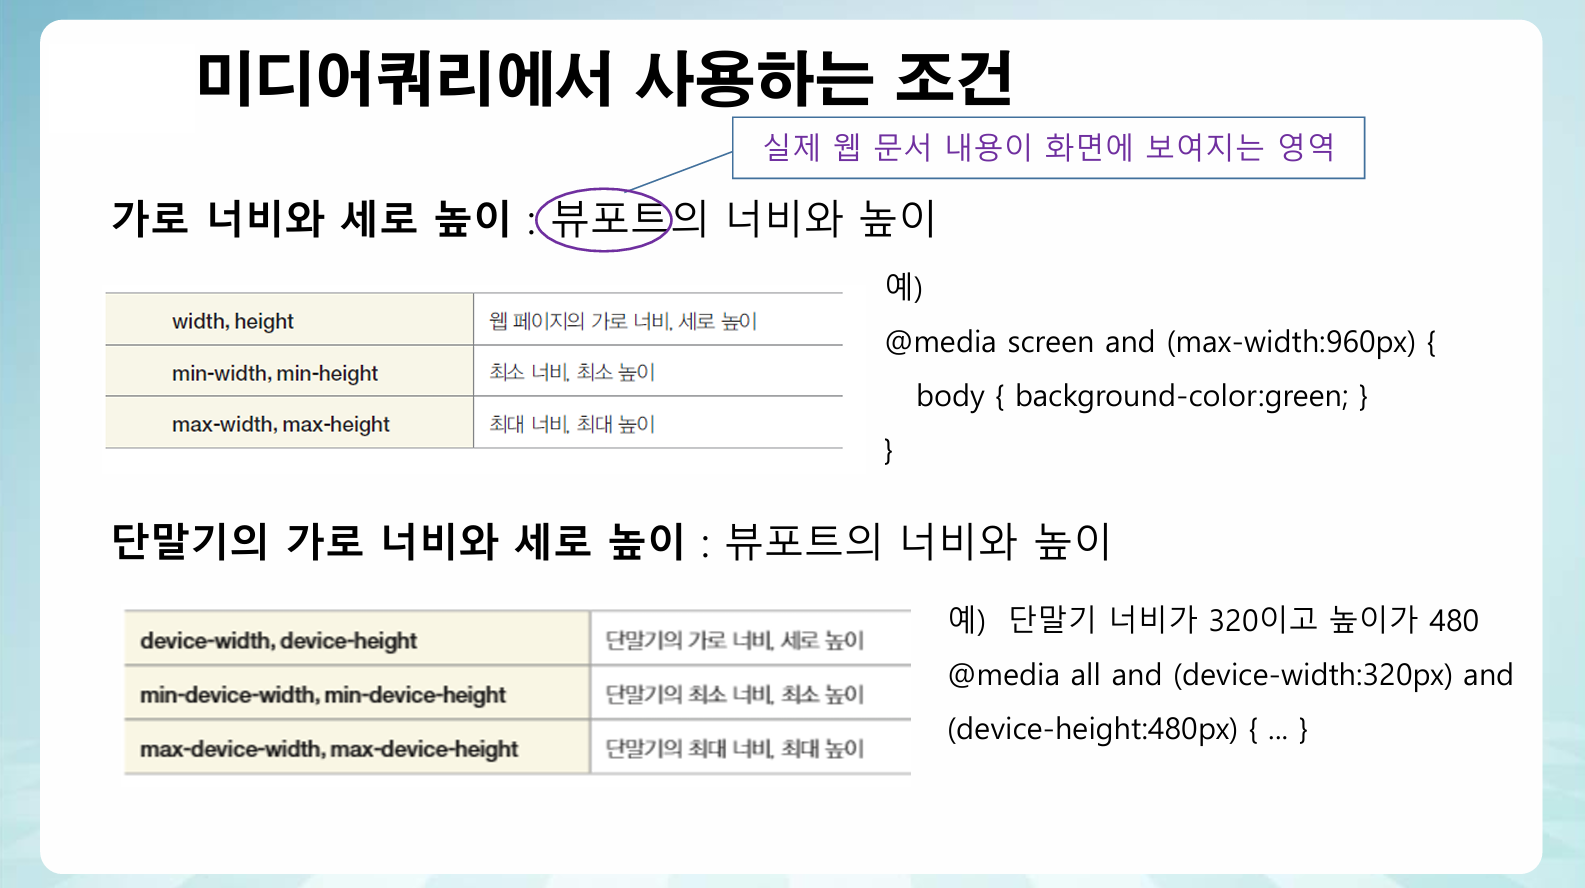 미디어쿼리에서 사용하는 조건
실제 웹 문서 내용이 화면에 보여지는 영역
가로 너비와 세로 높이 : 뷰포트의 너비와 높이
width, height 웹 페이지의 가로 너비, 세로 높이
min-width, min-height 최소 너비, 최소 높이
max-width, max-height 최대 너비, 최대 높이
예)
@media screen and (max-width:960px) {
body { background-color:green; }
}
단말기의 가로 너비와 세로 높이 : 뷰포트의 너비와 높이
device-width, device-height 단말기의 가로 너비, 세로 높이
min-device-width, min-device-height 단말기의 최소 너비, 최소 높이
max-device-width, max-device-height 단말기의 최대 너비, 최대 높이
예) 단말기 너비가 320이고 높이가 480
@media all and (device-width:320px) and
(device-height:480px) { ... }